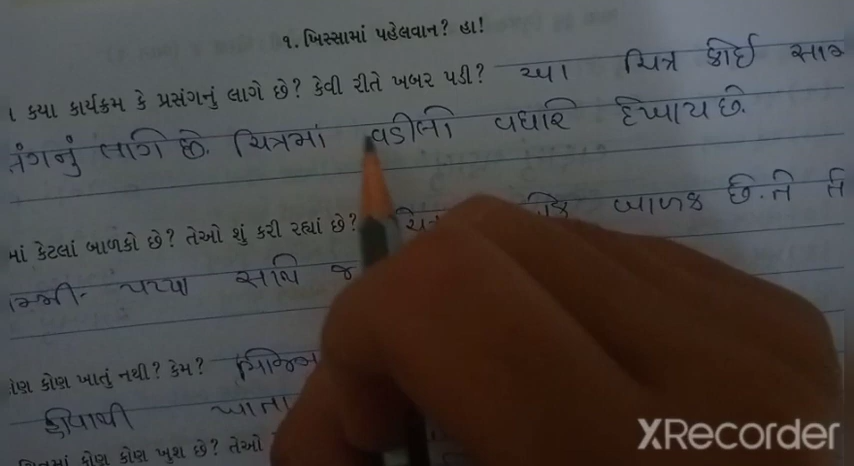 ૧. ખિસ્સામાં પહેલવાન? હા!
કયા કાર્યક્રમ કે પ્રસંગનું લાગે છે? કેવી રીતે ખબર પડી? આ ચિત્ર કોઈ
લાગે છે. ચિત્રમાં વડીલો વધારે દેખાય છે.
માં કેટલાં બાળકો છે? તેઓ શું કરી રહ્યાં છે? બાળક છે. તે
પપ્પા સાથે જ
કોણ ખાતું નથી? કેમ?
હોવાથી ખાતા
કોણ કોણ ખુશ છે? તેઓ
XRecorder